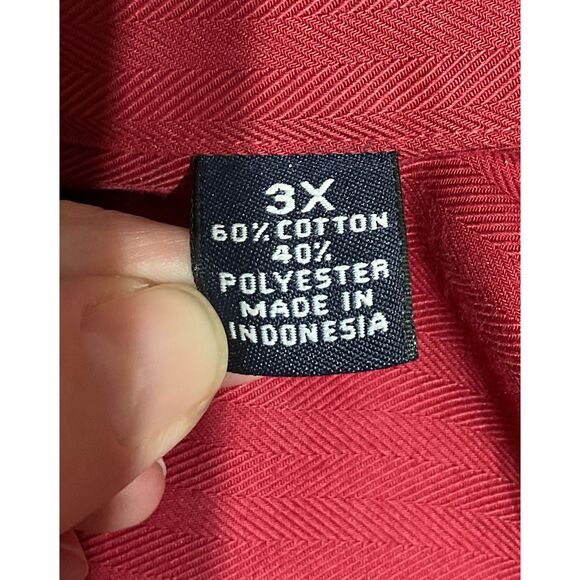 3X
60% COTTON
40%
POLYESTER
MADE IN
INDONESIA